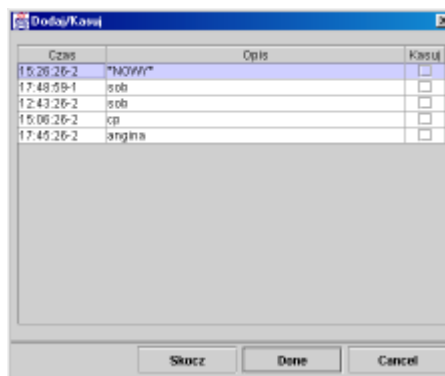 Dodaj/Kasuj
Czas Opis Kasuj
15:26:26-2 *NOWY*
17:48:59-1 sob
12:43:26-2 sob
15:06:26-2 cp
17:45:26-2 angina
Skocz Done Cancel